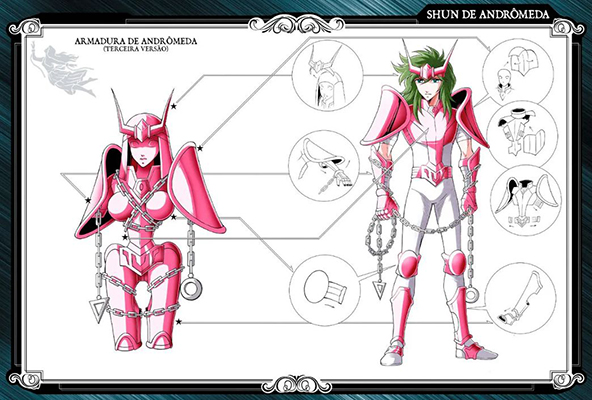 SHUN DE ANDRÔMEDA
ARMADURA DE ANDRÔMEDA
(TERCEIRA VERSÃO)